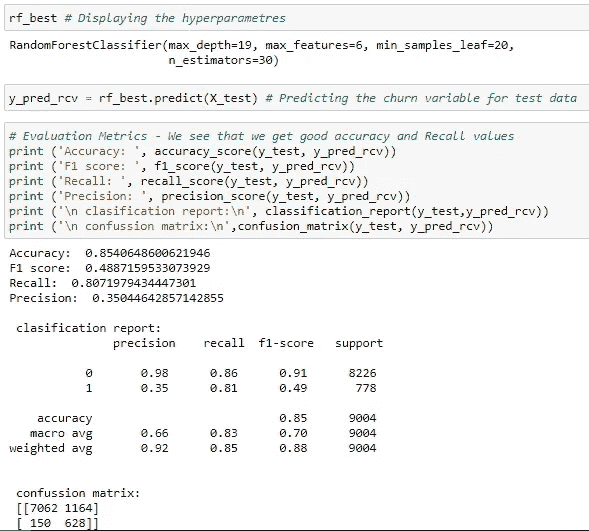 rf_best # Displaying the hyperparametres
RandomForestClassifier(max_depth=19, max_features=6, min_samples_leaf=20,
n_estimators=30)
y_pred_rcv = rf_best.predict(X_test) # Predicting the churn variable for test data
# Evaluation Metrics - We see that we get good accuracy and Recall values
print ('Accuracy: ', accuracy_score(y_test, y_pred_rcv))
print ('F1 score: ', f1_score(y_test, y_pred_rcv))
print ('Recall: ', recall_score(y_test, y_pred_rcv))
print ('Precision: ', precision_score(y_test, y_pred_rcv))
print ('\n clasification report:\n', classification_report(y_test,y_pred_rcv))
print ('\n confussion matrix:\n',confusion_matrix(y_test, y_pred_rcv))
Accuracy:  0.8540648600621946
F1 score:  0.4887159533073929
Recall:  0.8071979434447301
Precision:  0.35044642857142855
clasification report:
precision recall f1-score support
0 0.98 0.86 0.91 8226
1 0.35 0.81 0.49 778
accuracy 0.85 9004
macro avg 0.66 0.83 0.70 9004
weighted avg 0.92 0.85 0.88 9004
confussion matrix:
[[7062 1164]
[ 150 628]]